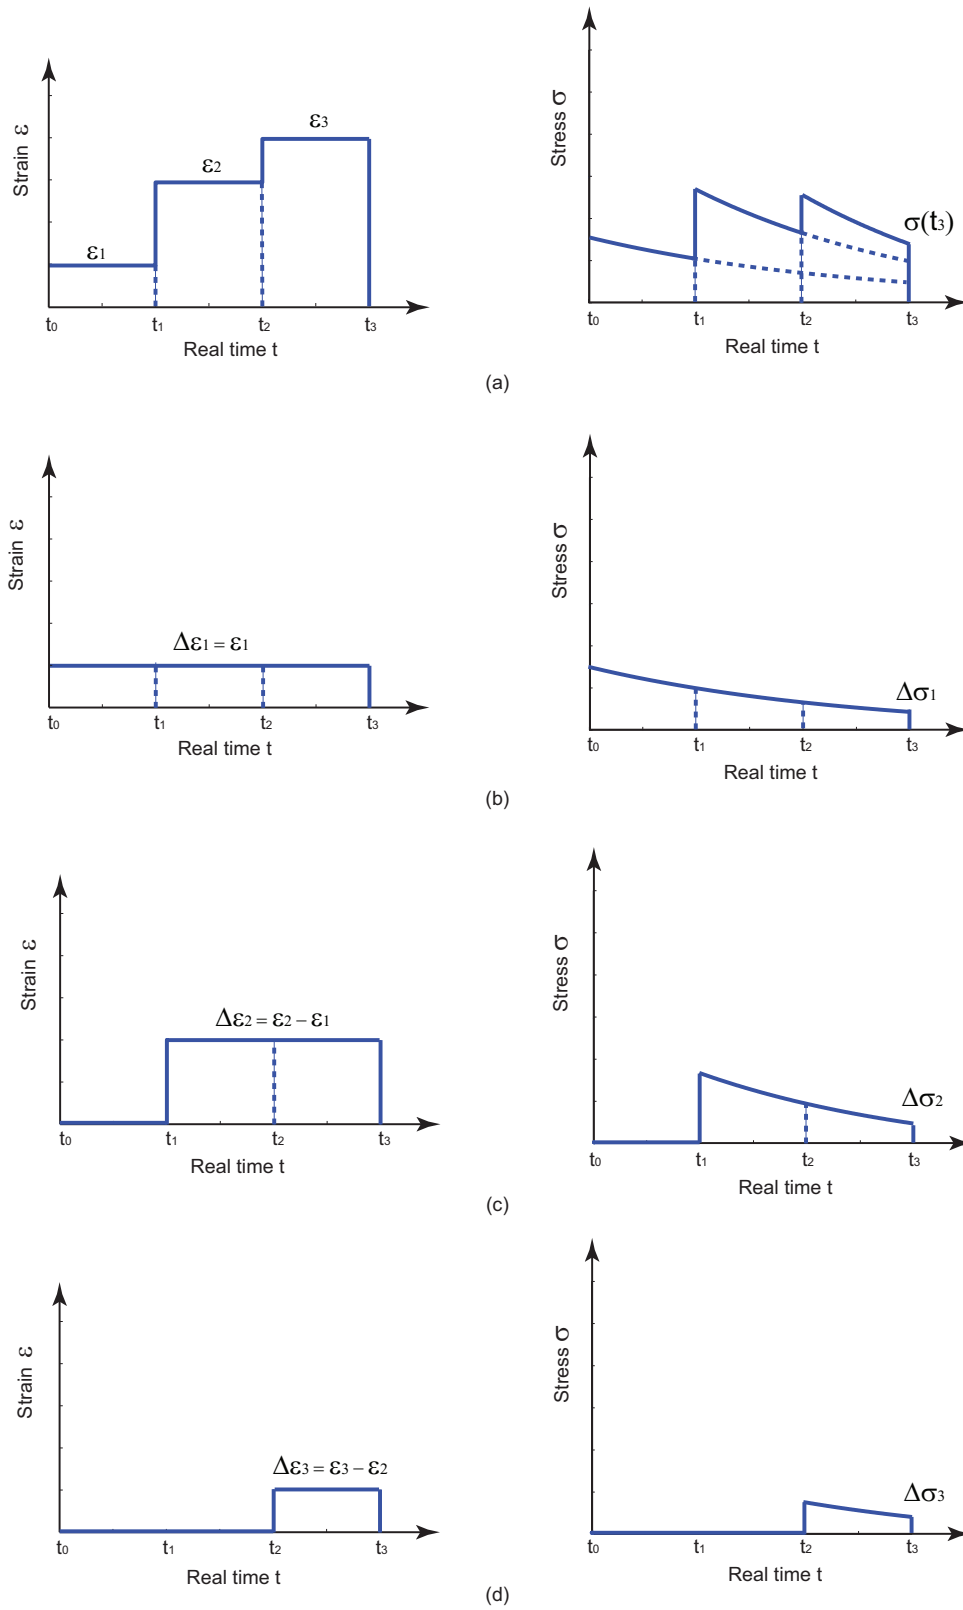 Strain ε
ε1
ε2
ε3
t0 t1 t2 t3
Real time t
Stress σ
σ(t3)
t0 t1 t2 t3
Real time t
(a)
Strain ε
Δε1 = ε1
t0 t1 t2 t3
Real time t
Stress σ
Δσ1
t0 t1 t2 t3
Real time t
(b)
Strain ε
Δε2 = ε2 – ε1
t0 t1 t2 t3
Real time t
Stress σ
Δσ2
t0 t1 t2 t3
Real time t
(c)
Strain ε
Δε3 = ε3 – ε2
t0 t1 t2 t3
Real time t
Stress σ
Δσ3
t0 t1 t2 t3
Real time t
(d)